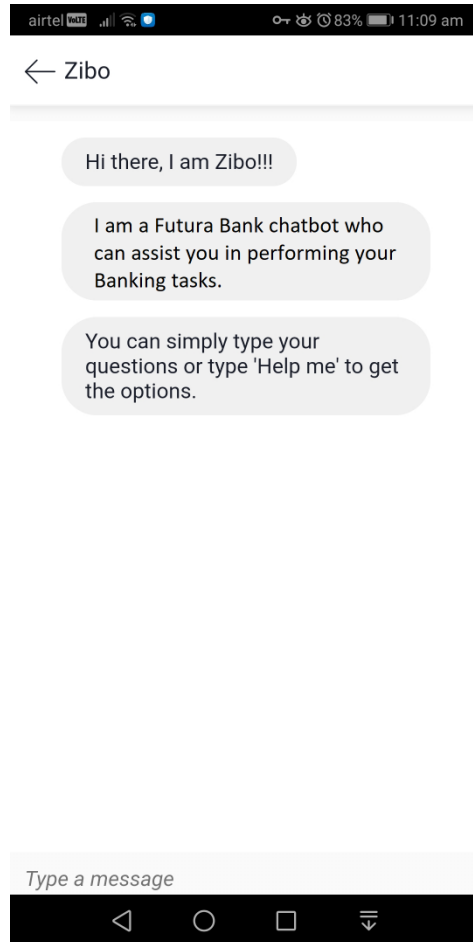 airtel VoLTE 83% 11:09 am
Zibo
Hi there, I am Zibo!!!
I am a Futura Bank chatbot who
can assist you in performing your
Banking tasks.
You can simply type your
questions or type 'Help me' to get
the options.
Type a message